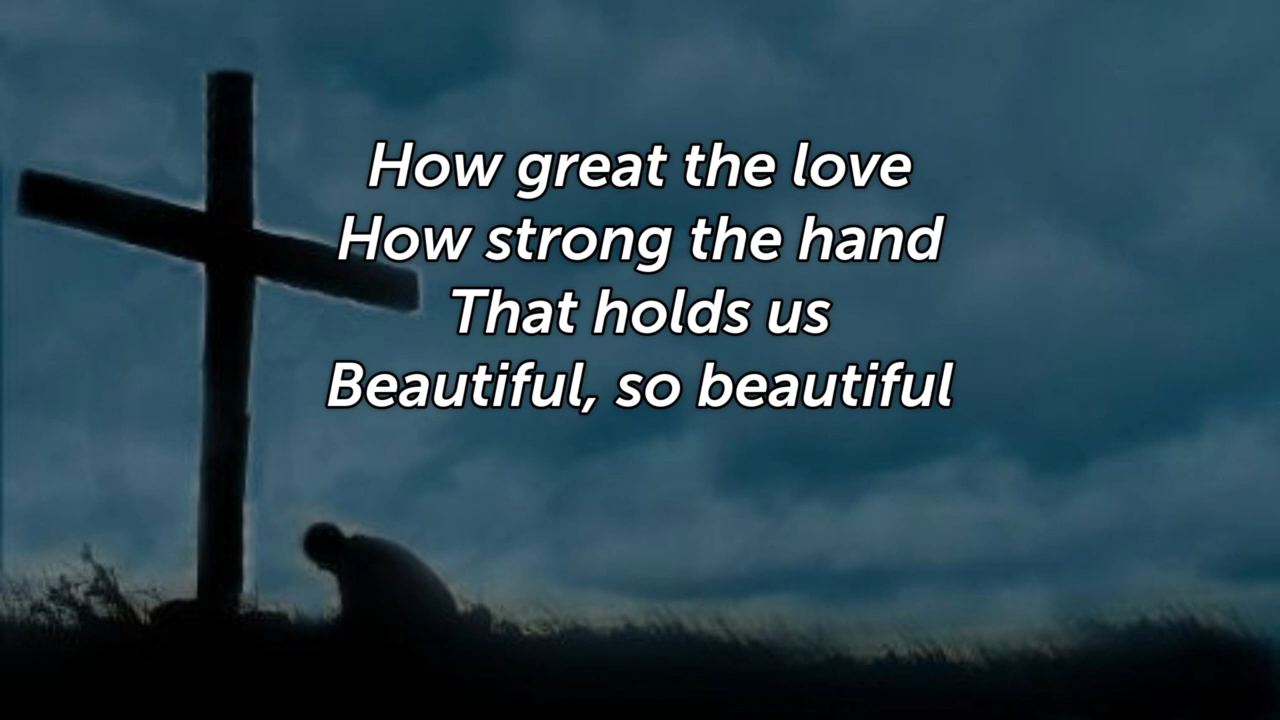 How great the love
How strong the hand
That holds us
Beautiful, so beautiful